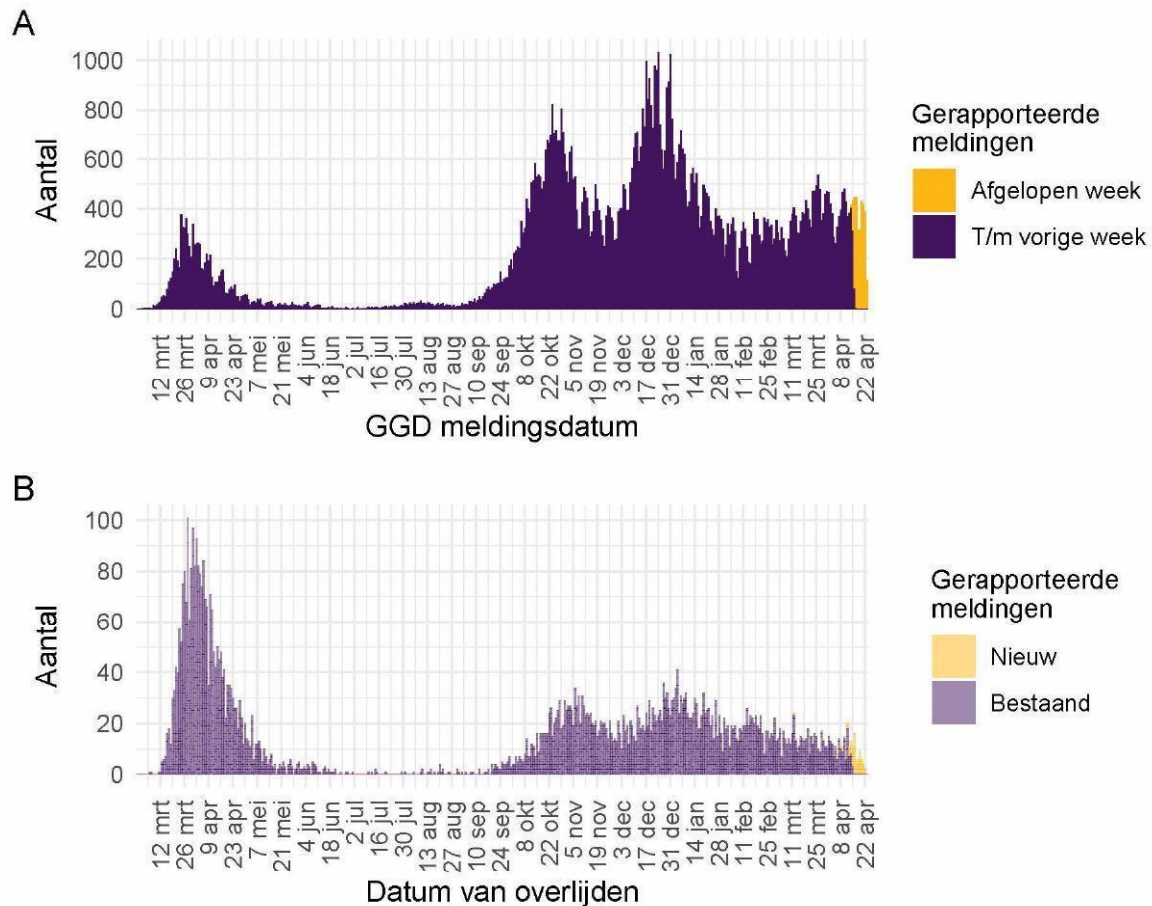 A
1000
800
600
400
200
0
Aantal
12 mrt
26 mrt
9 apr
23 apr
7 mei
21 mei
4 jun
18 jun
2 jul
16 jul
30 jul
13 aug
27 aug
10 sep
24 sep
8 okt
22 okt
5 nov
19 nov
3 dec
17 dec
31 dec
14 jan
28 jan
11 feb
25 feb
11 mrt
25 mrt
8 apr
22 apr
GGD meldingsdatum
Gerapporteerde
meldingen
Afgelopen week
T/m vorige week
B
100
80
60
40
20
0
Aantal
12 mrt
26 mrt
9 apr
23 apr
7 mei
21 mei
4 jun
18 jun
2 jul
16 jul
30 jul
13 aug
27 aug
10 sep
24 sep
8 okt
22 okt
5 nov
19 nov
3 dec
17 dec
31 dec
14 jan
28 jan
11 feb
25 feb
11 mrt
25 mrt
8 apr
22 apr
Datum van overlijden
Gerapporteerde
meldingen
Nieuw
Bestaand